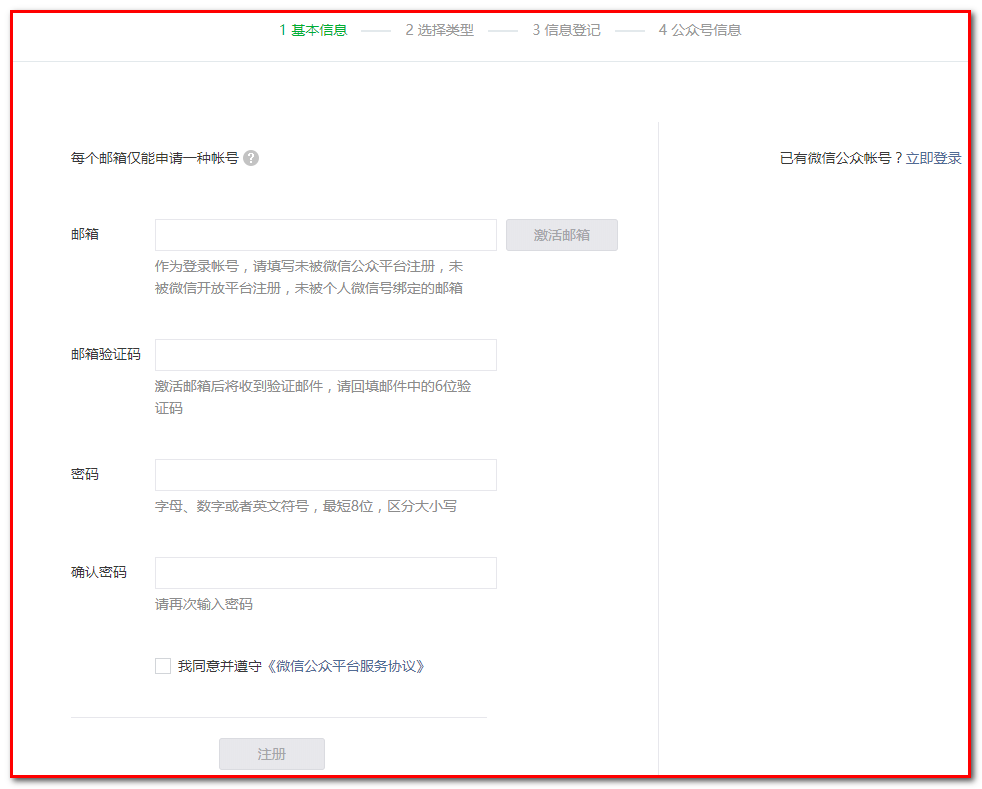 1 基本信息 2 选择类型 3 信息登记 4 公众号信息
每个邮箱仅能申请一种帐号 ?
已有微信公众帐号？立即登录
邮箱
激活邮箱
作为登录帐号，请填写未被微信公众平台注册，未
被微信开放平台注册，未被个人微信号绑定的邮箱
邮箱验证码
激活邮箱后将收到验证邮件，请回填邮件中的6位验
证码
密码
字母、数字或者英文符号，最短8位，区分大小写
确认密码
请再次输入密码
我同意并遵守《微信公众平台服务协议》
注册